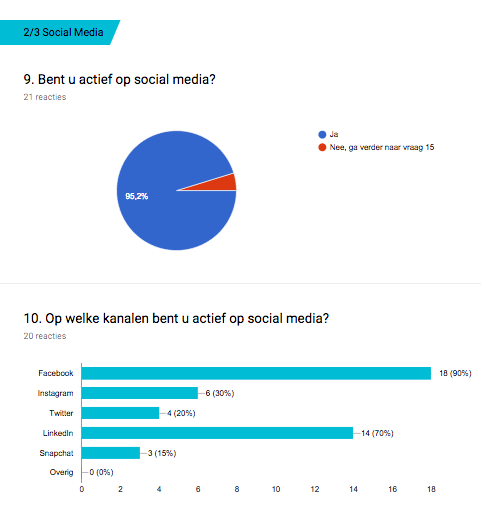 2/3 Social Media
9. Bent u actief op social media?
21 reacties
Ja
Nee, ga verder naar vraag 15
95,2%
10. Op welke kanalen bent u actief op social media?
20 reacties
Facebook 18 (90%)
Instagram 6 (30%)
Twitter 4 (20%)
LinkedIn 14 (70%)
Snapchat 3 (15%)
Overig 0 (0%)
0 2 4 6 8 10 12 14 16 18